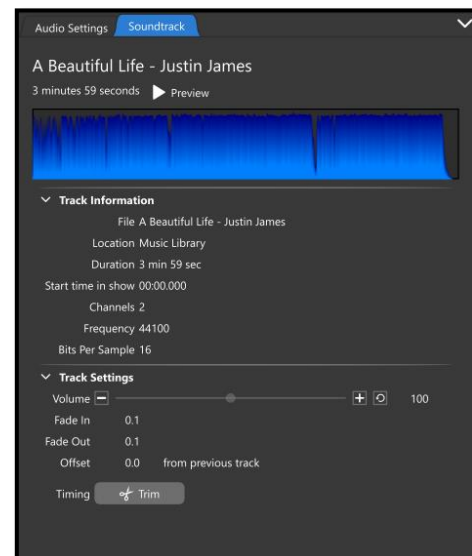 Audio Settings Soundtrack
A Beautiful Life - Justin James
3 minutes 59 seconds Preview
Track Information
File A Beautiful Life - Justin James
Location Music Library
Duration 3 min 59 sec
Start time in show 00:00.000
Channels 2
Frequency 44100
Bits Per Sample 16
Track Settings
Volume 100
Fade In 0.1
Fade Out 0.1
Offset 0.0 from previous track
Timing Trim